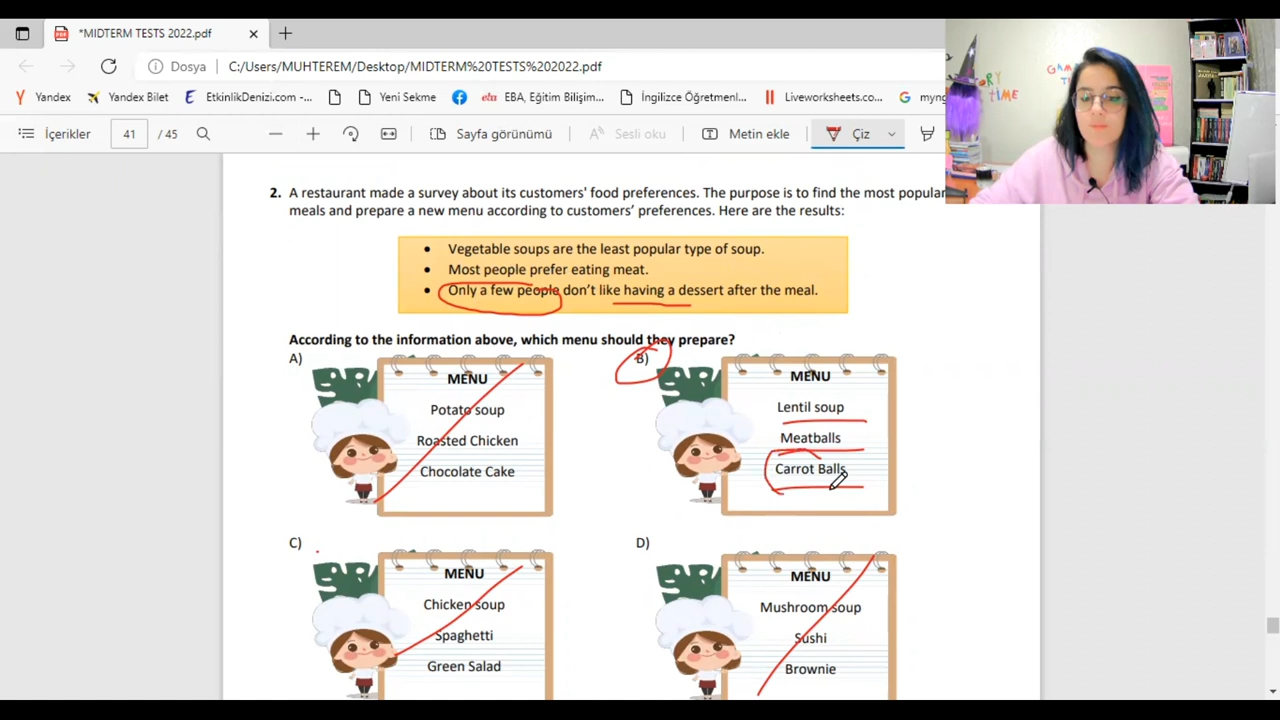 *MIDTERM TESTS 2022.pdf
Dosya C:/Users/MUHTEREM/Desktop/MIDTERM%20TESTS%202022.pdf
Yandex Yandex Bilet EtkinlikDenizi.com -... Yeni Sekme EBA, Eğitim Bilişim... İngilizce Öğretmenl... Liveworksheets.co... myng
İçerikler 41 / 45 Sayfa görünümü Sesli oku Metin ekle Çiz
2. A restaurant made a survey about its customers' food preferences. The purpose is to find the most popular
meals and prepare a new menu according to customers' preferences. Here are the results:
• Vegetable soups are the least popular type of soup.
• Most people prefer eating meat.
• Only a few people don't like having a dessert after the meal.
According to the information above, which menu should they prepare?
A)
MENU
Potato soup
Roasted Chicken
Chocolate Cake
B)
MENU
Lentil soup
Meatballs
Carrot Balls
C)
MENU
Chicken soup
Spaghetti
Green Salad
D)
MENU
Mushroom soup
Sushi
Brownie